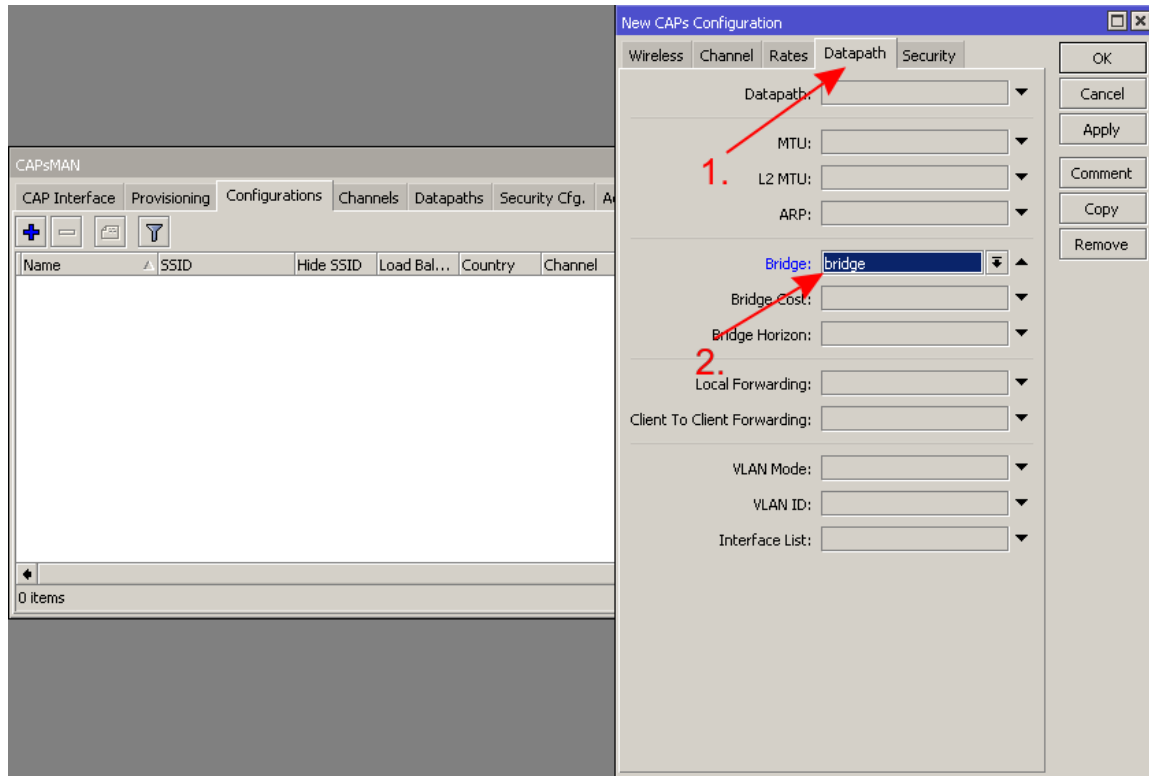 New CAPs Configuration
Wireless Channel Rates Datapath Security
OK
Cancel
Apply
Comment
Copy
Remove
Datapath:
MTU:
L2 MTU:
ARP:
Bridge: bridge
Bridge Cost:
Bridge Horizon:
Local Forwarding:
Client To Client Forwarding:
VLAN Mode:
VLAN ID:
Interface List:
1.
2.
CAPsMAN
CAP Interface Provisioning Configurations Channels Datapaths Security Cfg.
Name SSID Hide SSID Load Bal... Country Channel
0 items